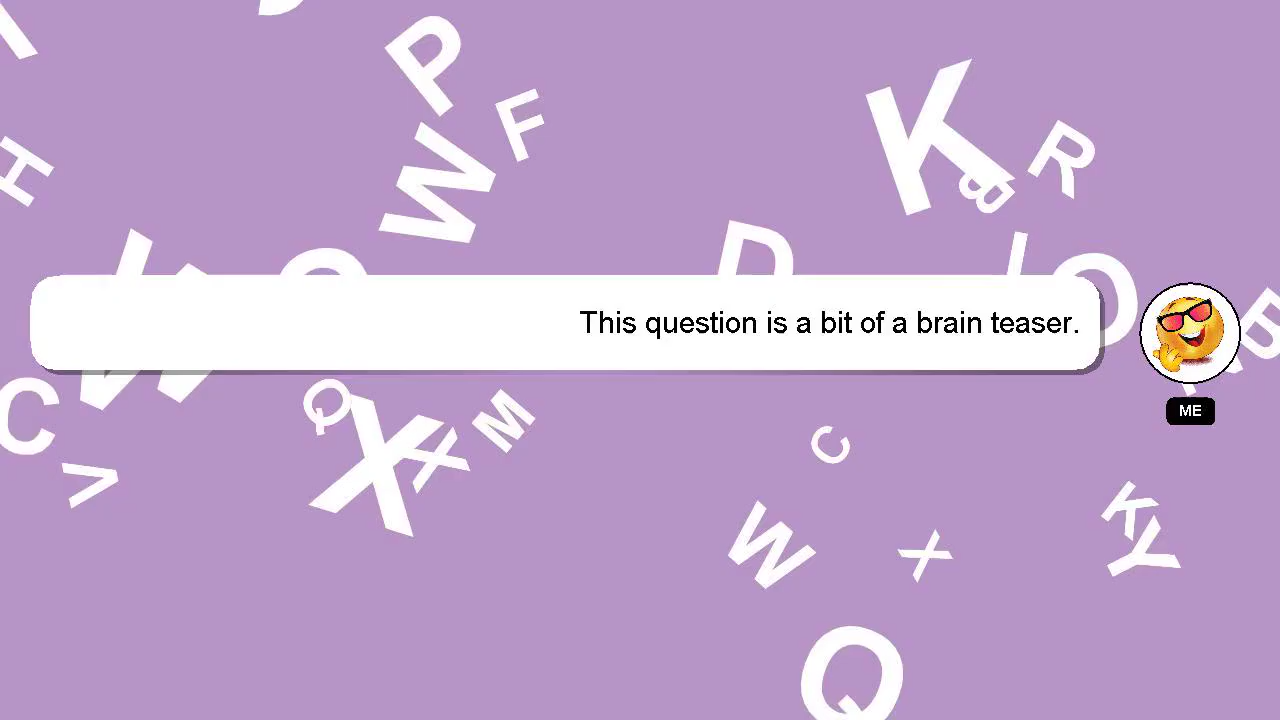 P
F
K
R
B
H
W
D
I
O
This question is a bit of a brain teaser.
B
W
ME
C
Q
X
X
M
C
V
W
X
K
Y
Q